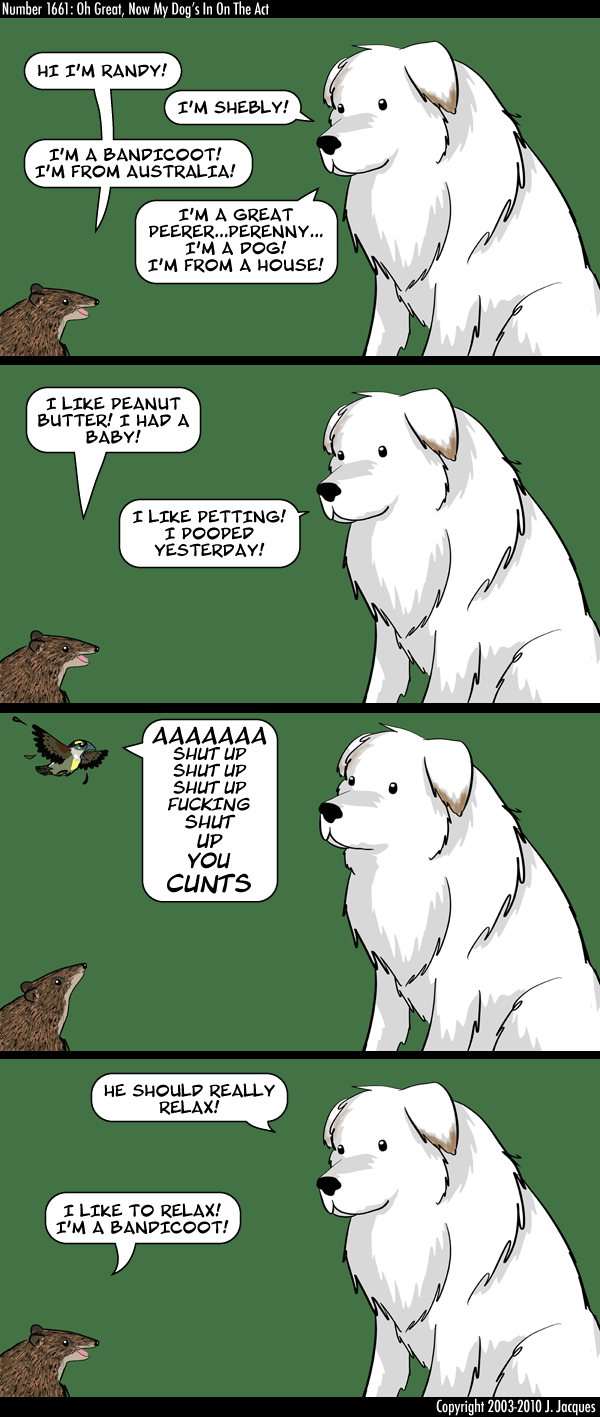 Number 1661: Oh Great, Now My Dog's In On The Act
HI I'M RANDY!
I'M SHEBLY!
I'M A BANDICOOT!
I'M FROM AUSTRALIA!
I'M A GREAT
PEERER...PERENNY...
I'M A DOG!
I'M FROM A HOUSE!
I LIKE PEANUT
BUTTER! I HAD A
BABY!
I LIKE PETTING!
I POOPED
YESTERDAY!
AAAAAAA
SHUT UP
SHUT UP
SHUT UP
FUCKING
SHUT
UP
YOU
CUNTS
HE SHOULD REALLY
RELAX!
I LIKE TO RELAX!
I'M A BANDICOOT!
Copyright 2003-2010 J. Jacques